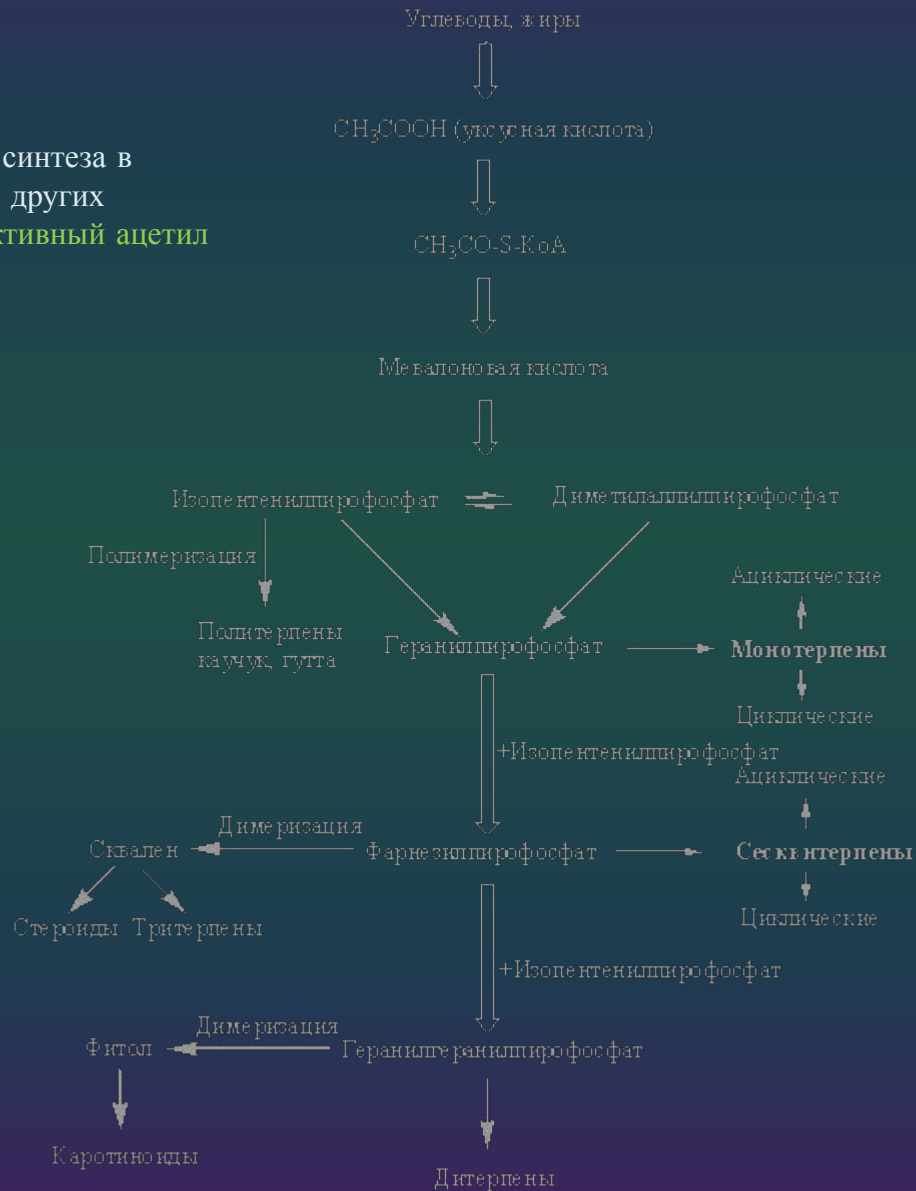 Углеводы, жиры
CH₃COOH (уксусная кислота)
синтеза в
других
ктивный ацетил
CH₃CO-S-KoA
Мевалоновая кислота
Изопентенилпирофосфат
Диметилаллилпирофосфат
Полимеризация
Ациклические
Политерпены
каучук, гутта
Геранилпирофосфат
Монотерпены
Циклические
+Изопентенилпирофосфат
Ациклические
Димеризация
Сквален
Фарнезилпирофосфат
Сесквитерпены
Стероиды Тритерпены
Циклические
+Изопентенилпирофосфат
Димеризация
Фитол
Геранилгеранилпирофосфат
Каротиноиды
Дитерпены